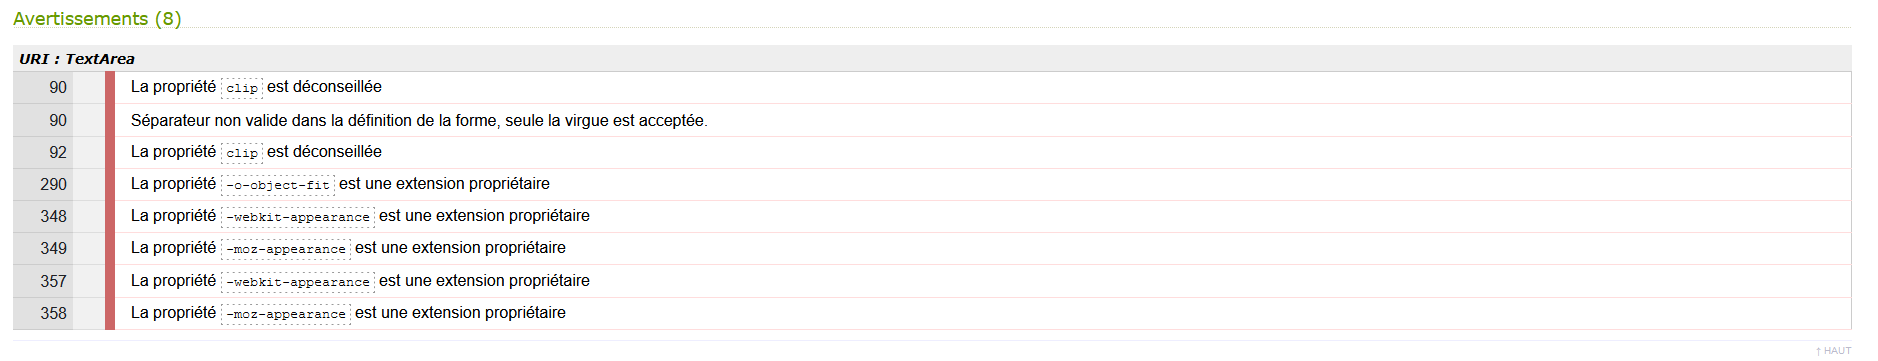 Avertissements (8)
URI : TextArea
90 La propriété clip est déconseillée
90 Séparateur non valide dans la définition de la forme, seule la virgue est acceptée.
92 La propriété clip est déconseillée
290 La propriété -o-object-fit est une extension propriétaire
348 La propriété -webkit-appearance est une extension propriétaire
349 La propriété -moz-appearance est une extension propriétaire
357 La propriété -webkit-appearance est une extension propriétaire
358 La propriété -moz-appearance est une extension propriétaire
↑ HAUT